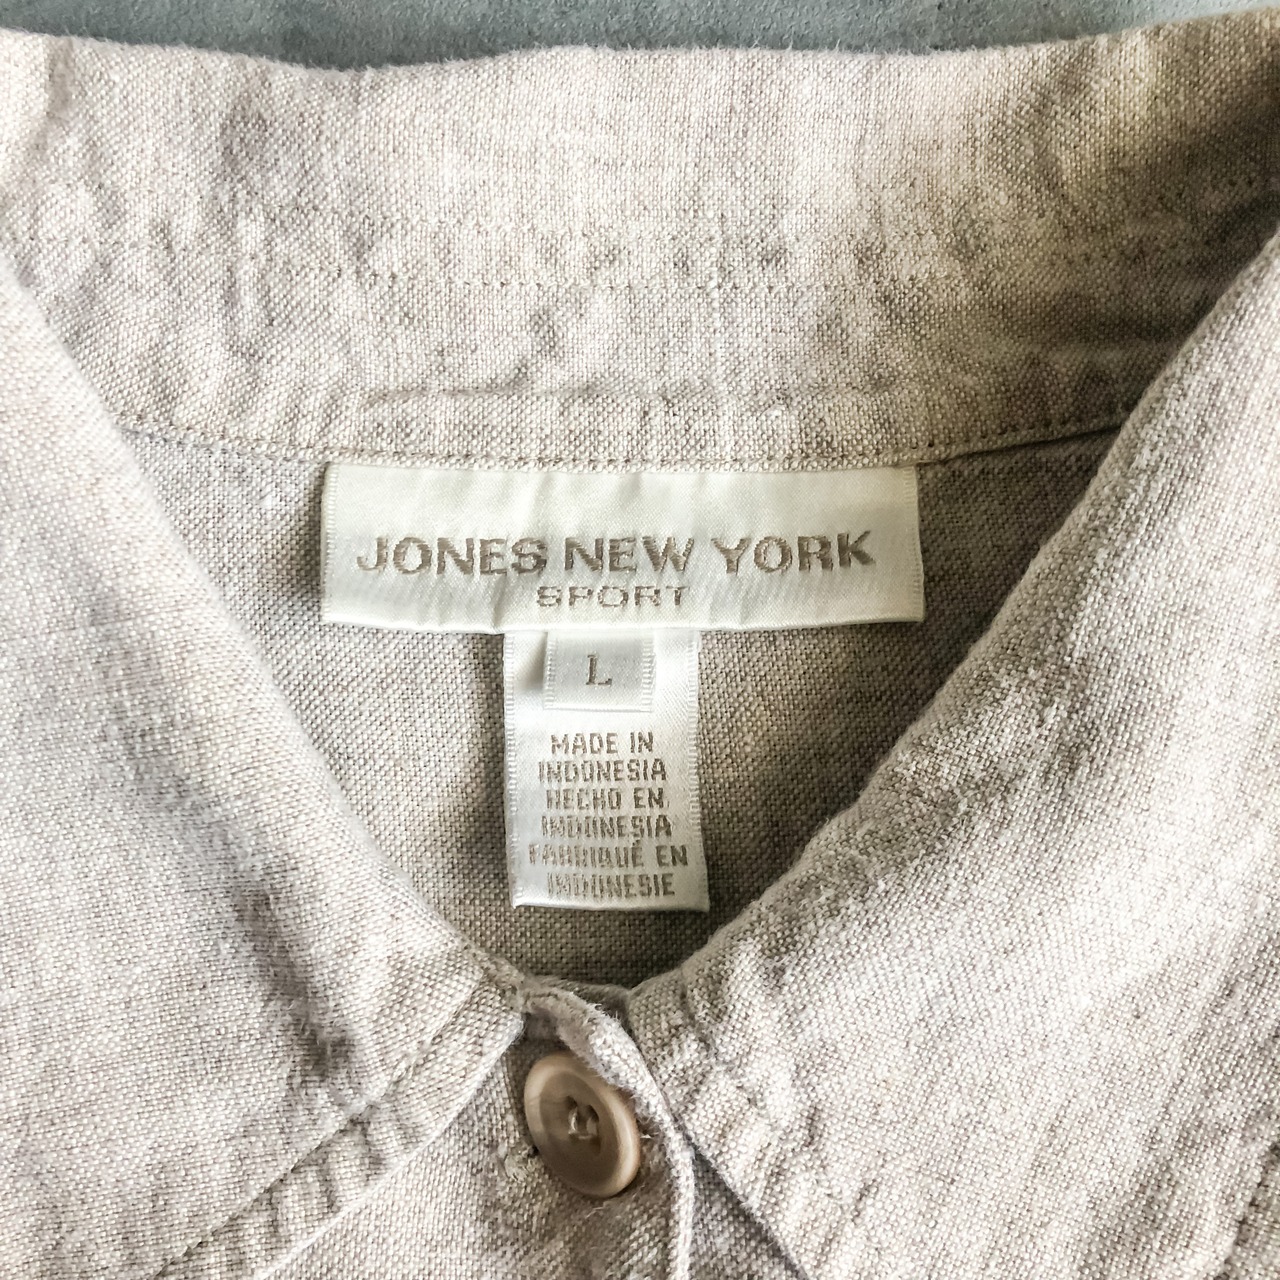 JONES NEW YORK
SPORT
L
MADE IN
INDONESIA
HECHO EN
INDONESIA
FABRIQUÉ EN
INDONESIE